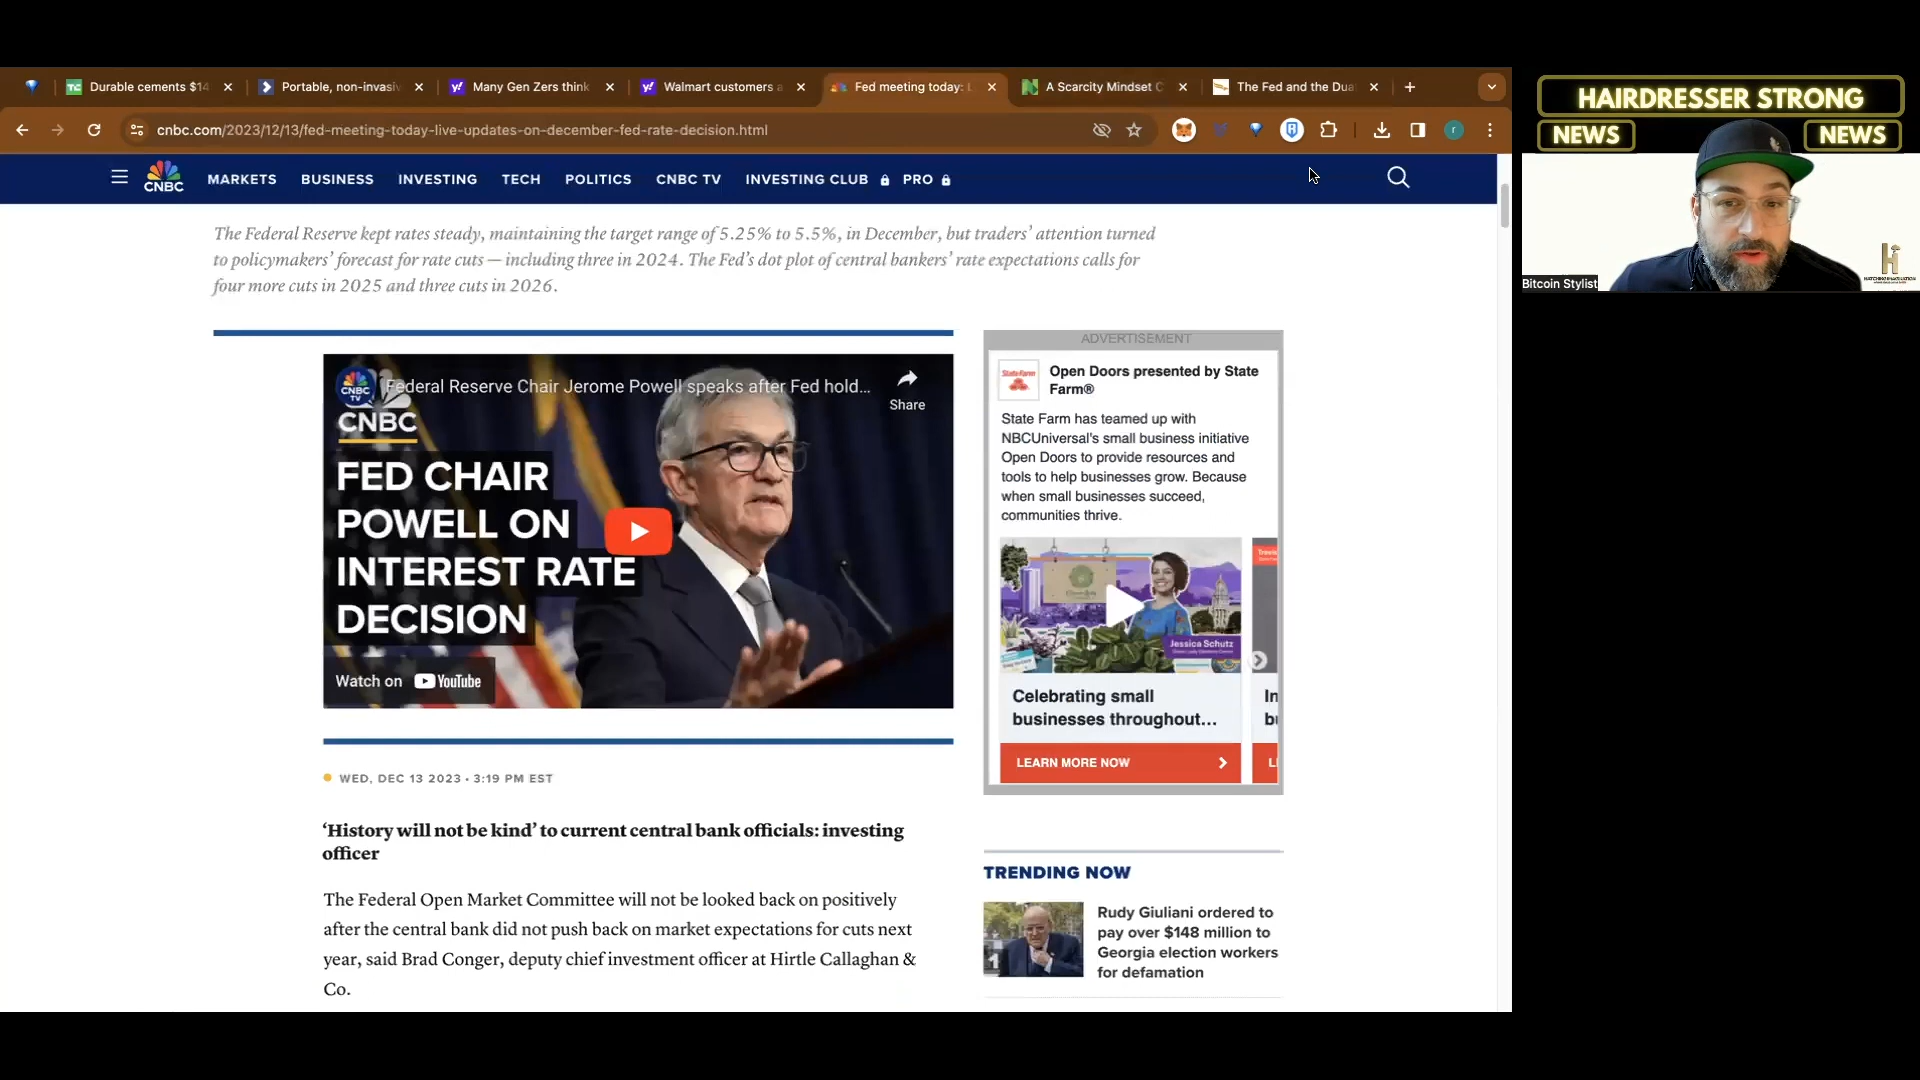 Durable cements $14
Portable, non-invasi
Many Gen Zers think
Walmart customers a
Fed meeting today: L
A Scarcity Mindset C
The Fed and the Dua
cnbc.com/2023/12/13/fed-meeting-today-live-updates-on-december-fed-rate-decision.html
r
HAIRDRESSER STRONG
NEWS
NEWS
Bitcoin Stylist
CNBC
MARKETS
BUSINESS
INVESTING
TECH
POLITICS
CNBC TV
INVESTING CLUB
PRO
The Federal Reserve kept rates steady, maintaining the target range of 5.25% to 5.5%, in December, but traders’ attention turned
to policymakers’ forecast for rate cuts — including three in 2024. The Fed’s dot plot of central bankers’ rate expectations calls for
four more cuts in 2025 and three cuts in 2026.
CNBC
TV
Federal Reserve Chair Jerome Powell speaks after Fed hold...
Share
CNBC
FED CHAIR
POWELL ON
INTEREST RATE
DECISION
Watch on YouTube
WED, DEC 13 2023 • 3:19 PM EST
‘History will not be kind’ to current central bank officials: investing
officer
The Federal Open Market Committee will not be looked back on positively
after the central bank did not push back on market expectations for cuts next
year, said Brad Conger, deputy chief investment officer at Hirtle Callaghan &
Co.
ADVERTISEMENT
StateFarm
Open Doors presented by State
Farm®
State Farm has teamed up with
NBCUniversal's small business initiative
Open Doors to provide resources and
tools to help businesses grow. Because
when small businesses succeed,
communities thrive.
Jessica Schutz
Celebrating small
businesses throughout...
LEARN MORE NOW
In
bu
L
TRENDING NOW
1
Rudy Giuliani ordered to
pay over $148 million to
Georgia election workers
for defamation